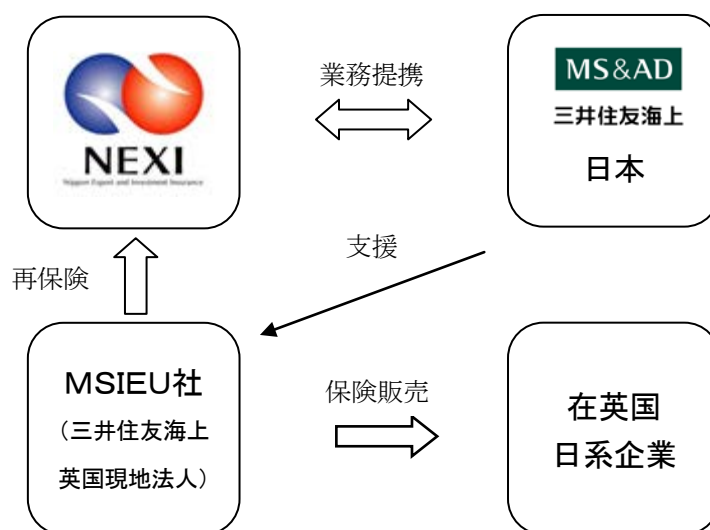 NEXI
Nippon Export and Investment Insurance
業務提携
MS&AD
三井住友海上
日本
再保険
支援
MSIEU社
（三井住友海上
英国現地法人）
保険販売
在英国
日系企業